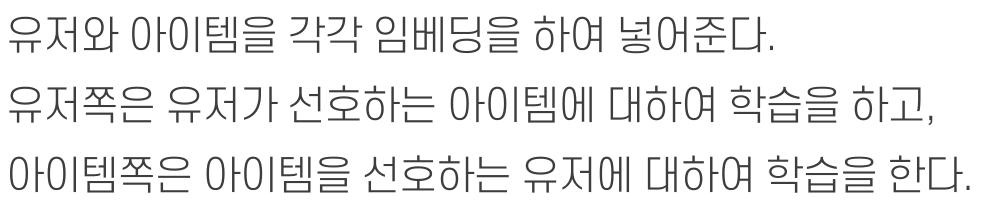 유저와 아이템을 각각 임베딩을 하여 넣어준다.
유저쪽은 유저가 선호하는 아이템에 대하여 학습을 하고,
아이템쪽은 아이템을 선호하는 유저에 대하여 학습을 한다.